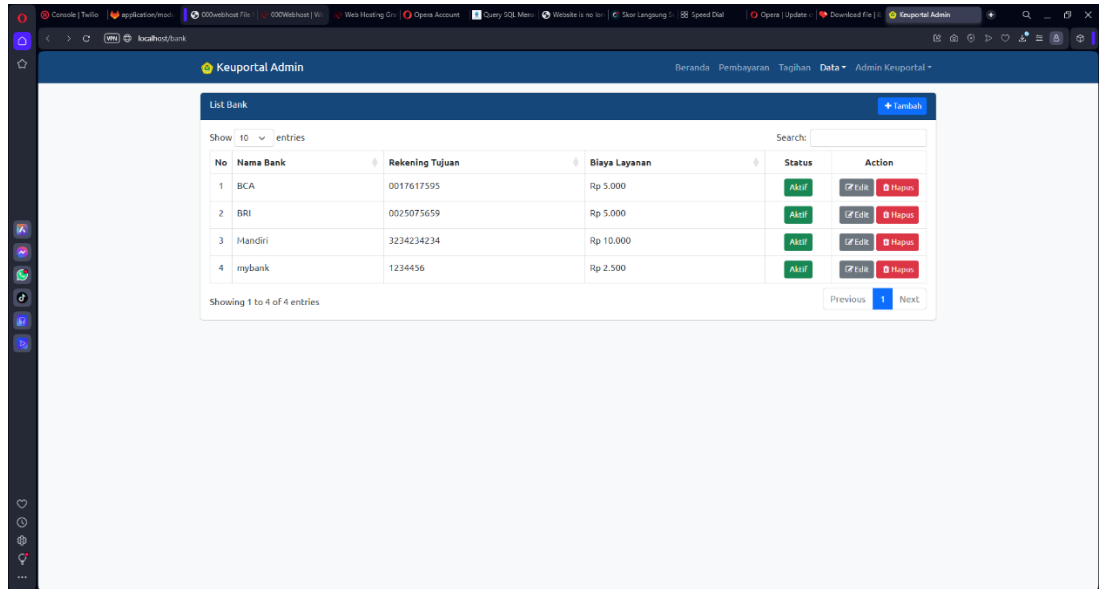 Console | Twilio application/mod 000webhost File 000Webhost | W Web Hosting Gra Opera Account Query SQL Menu Website is no lon Skor Langsung S Speed Dial Opera | Update Download file | Keuportal Admin
VPN localhost/bank
Keuportal Admin Beranda Pembayaran Tagihan Data Admin Keuportal
List Bank + Tambah
Show 10 entries Search:
No Nama Bank Rekening Tujuan Biaya Layanan Status Action
1 BCA 0017617595 Rp 5.000 Aktif Edit Hapus
2 BRI 0025075659 Rp 5.000 Aktif Edit Hapus
3 Mandiri 3234234234 Rp 10.000 Aktif Edit Hapus
4 mybank 1234456 Rp 2.500 Aktif Edit Hapus
Showing 1 to 4 of 4 entries Previous 1 Next